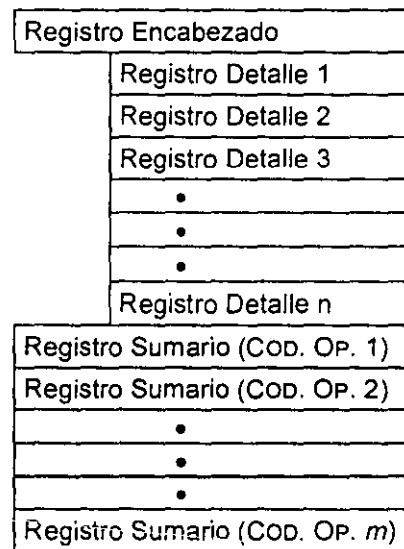 Registro Encabezado
Registro Detalle 1
Registro Detalle 2
Registro Detalle 3
•
•
•
Registro Detalle n
Registro Sumario (COD. OP. 1)
Registro Sumario (COD. OP. 2)
•
•
•
Registro Sumario (COD. OP. m)